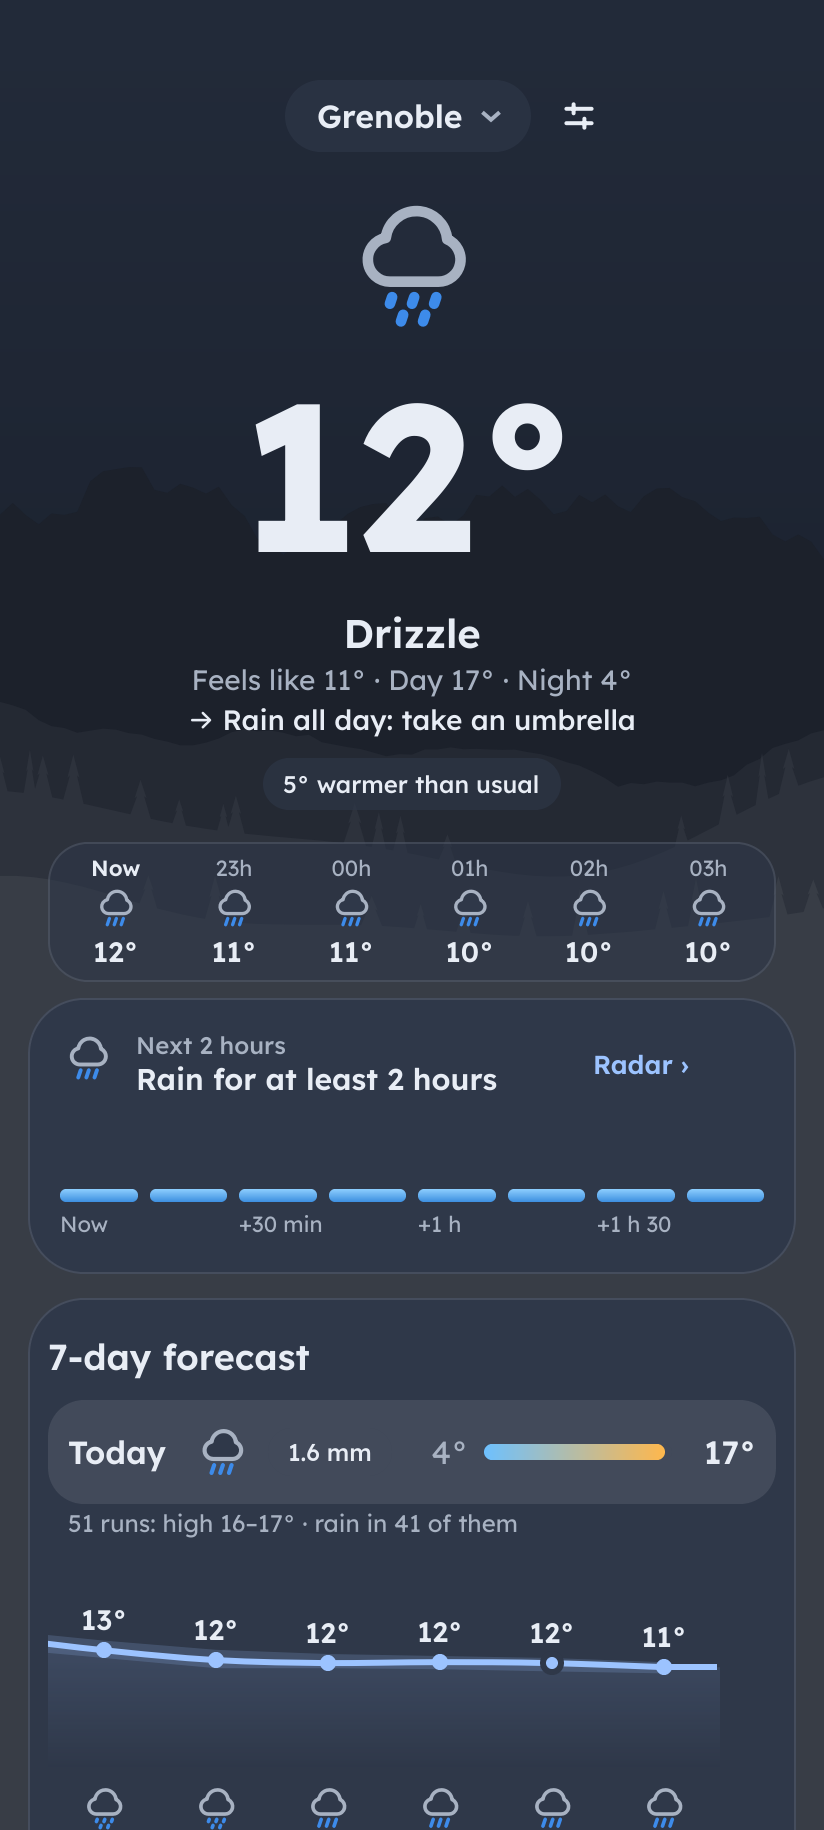 Grenoble
12°
Drizzle
Feels like 11° · Day 17° · Night 4°
→ Rain all day: take an umbrella
5° warmer than usual
Now 23h 00h 01h 02h 03h
12° 11° 11° 10° 10° 10°
Next 2 hours
Rain for at least 2 hours
Radar ›
Now +30 min +1 h +1 h 30
7-day forecast
Today 1.6 mm 4° 17°
51 runs: high 16–17° · rain in 41 of them
13° 12° 12° 12° 12° 11°